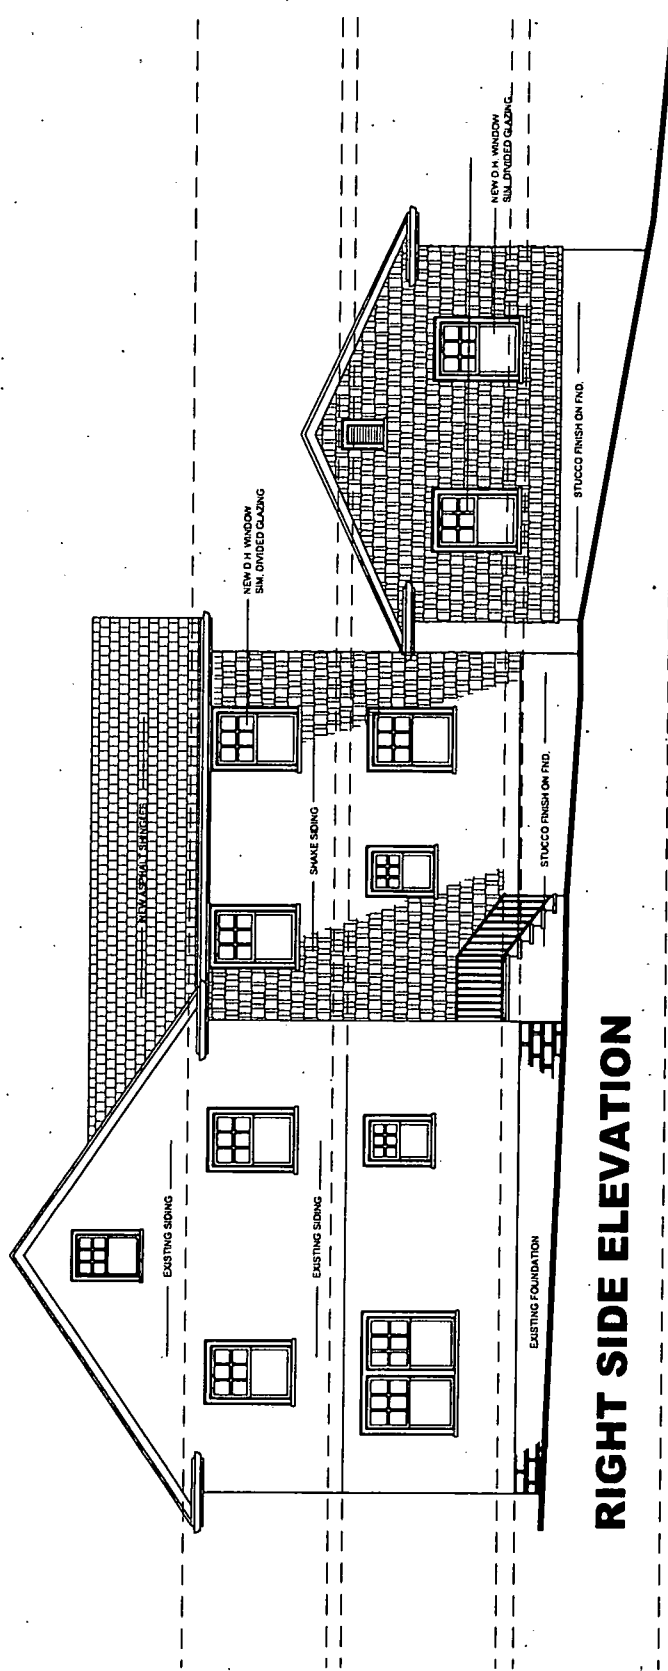 EXISTING SIDING
EXISTING SIDING
EXISTING FOUNDATION
NEW ASPHALT SHINGLES
SHAKE SIDING
NEW D.H. WINDOW
SIM. DIVIDED GLAZING
STUCCO FINISH ON FND.
STUCCO FINISH ON FND.
NEW D.H. WINDOW
SIM. DIVIDED GLAZING
RIGHT SIDE ELEVATION